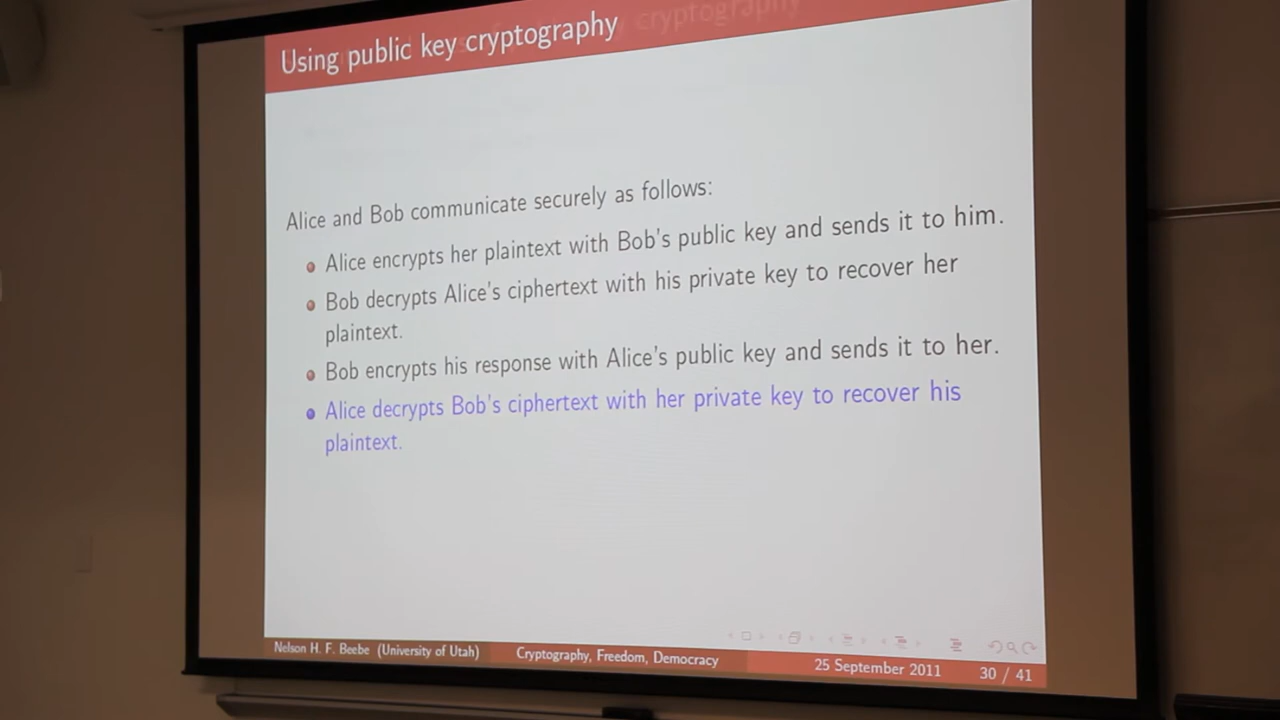 Using public key cryptography
cryptography
Alice and Bob communicate securely as follows:
Alice encrypts her plaintext with Bob's public key and sends it to him.
Bob decrypts Alice's ciphertext with his private key to recover her
plaintext.
Bob encrypts his response with Alice's public key and sends it to her.
Alice decrypts Bob's ciphertext with her private key to recover his
plaintext.
Nelson H. F. Beebe (University of Utah) Cryptography, Freedom, Democracy 25 September 2011 30 / 41